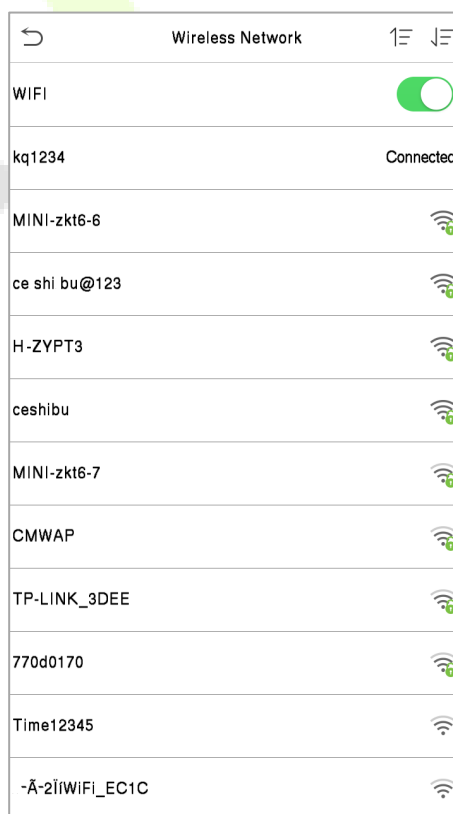 Wireless Network
WIFI
kq1234 Connected
MINI-zkt6-6
ce shi bu@123
H-ZYPT3
ceshibu
MINI-zkt6-7
CMWAP
TP-LINK_3DEE
770d0170
Time12345
-Ã-2ÏíWiFi_EC1C